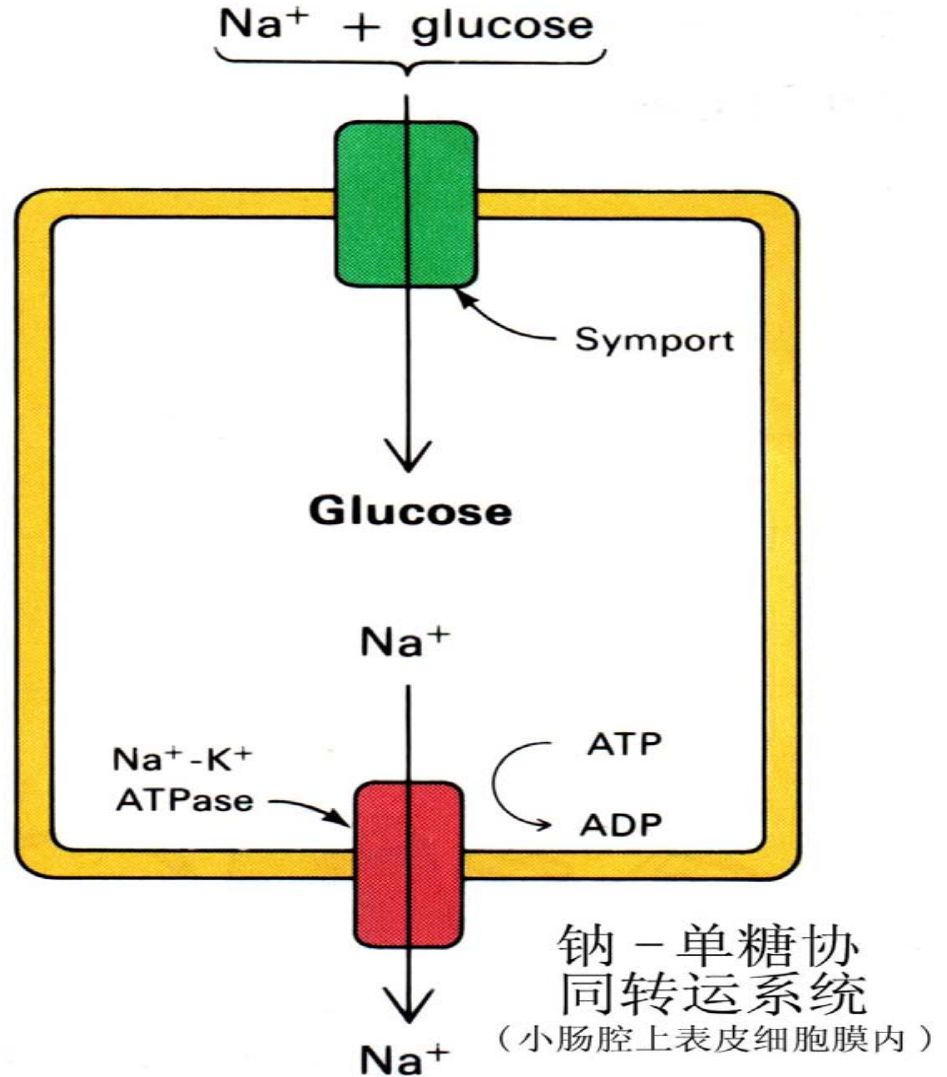 Na⁺ + glucose
Symport
Glucose
Na⁺
Na⁺-K⁺
ATPase
ATP
ADP
Na⁺
钠－单糖协
同转运系统
（小肠腔上表皮细胞膜内）